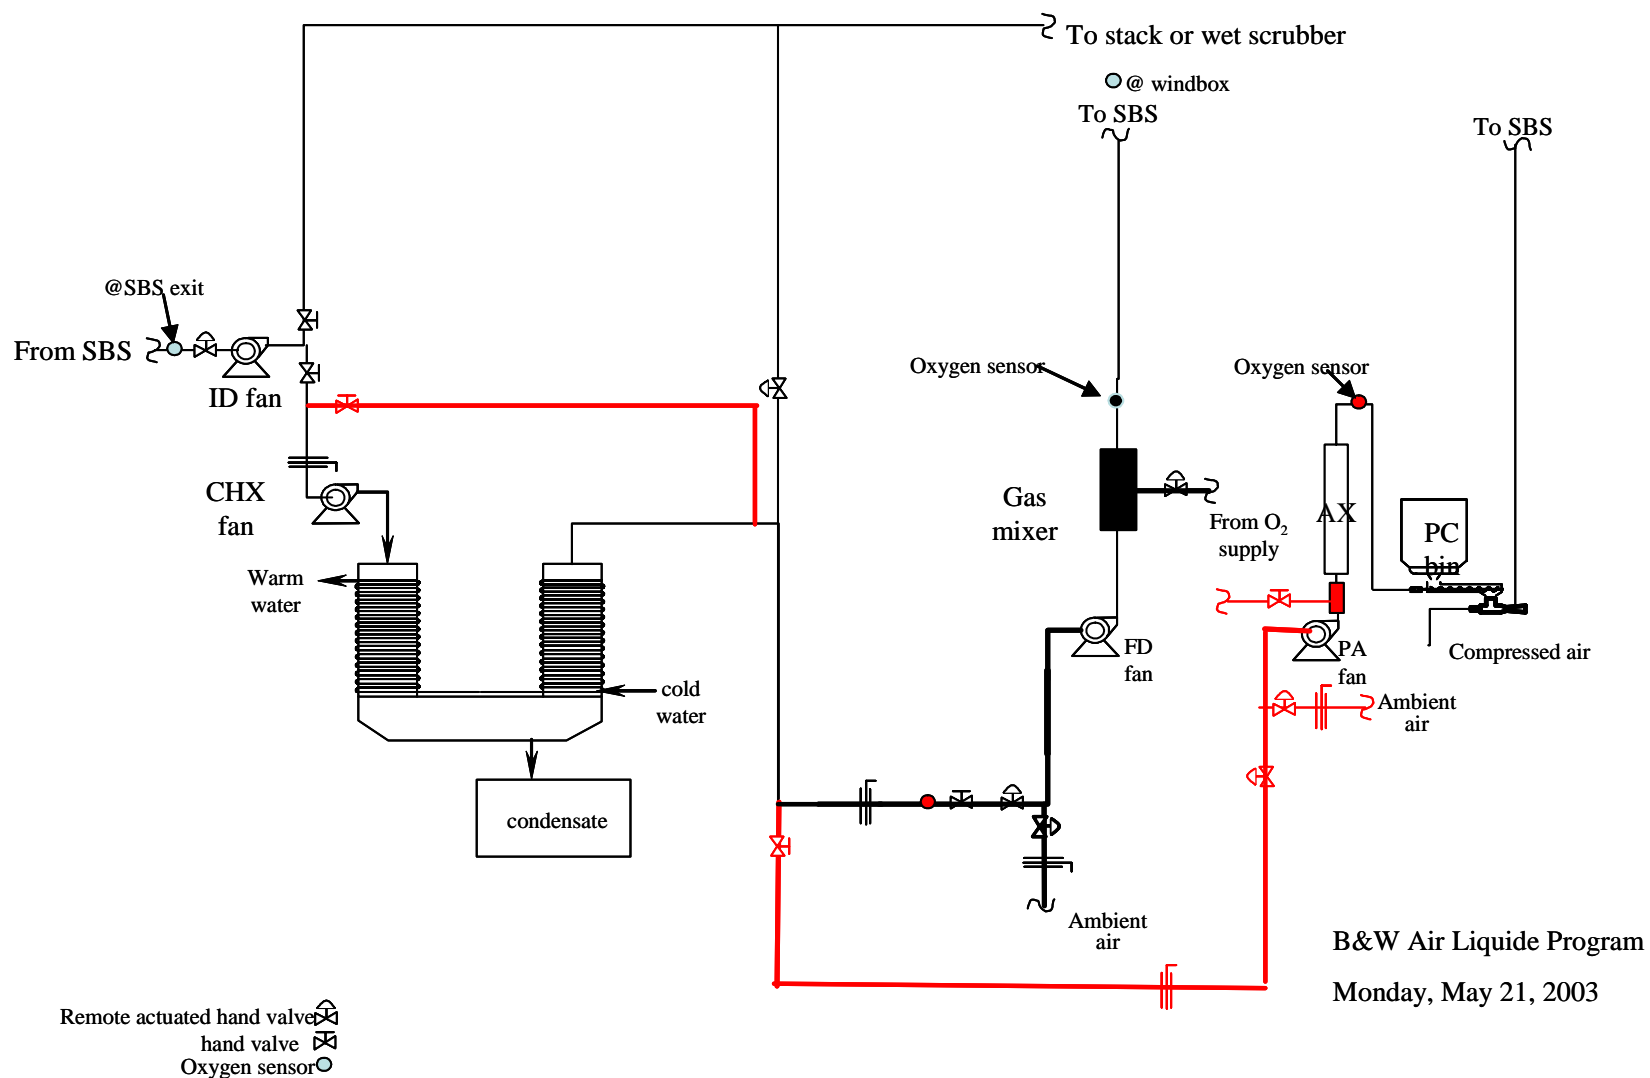 To stack or wet scrubber
@ windbox
To SBS
To SBS
@SBS exit
From SBS
ID fan
Oxygen sensor
Oxygen sensor
CHX
fan
Gas
mixer
From O₂
supply
AX
PC
bin
Warm
water
cold
water
FD
fan
PA
fan
Compressed air
Ambient
air
condensate
Ambient
air
B&W Air Liquide Program
Monday, May 21, 2003
Remote actuated hand valve
hand valve
Oxygen sensor